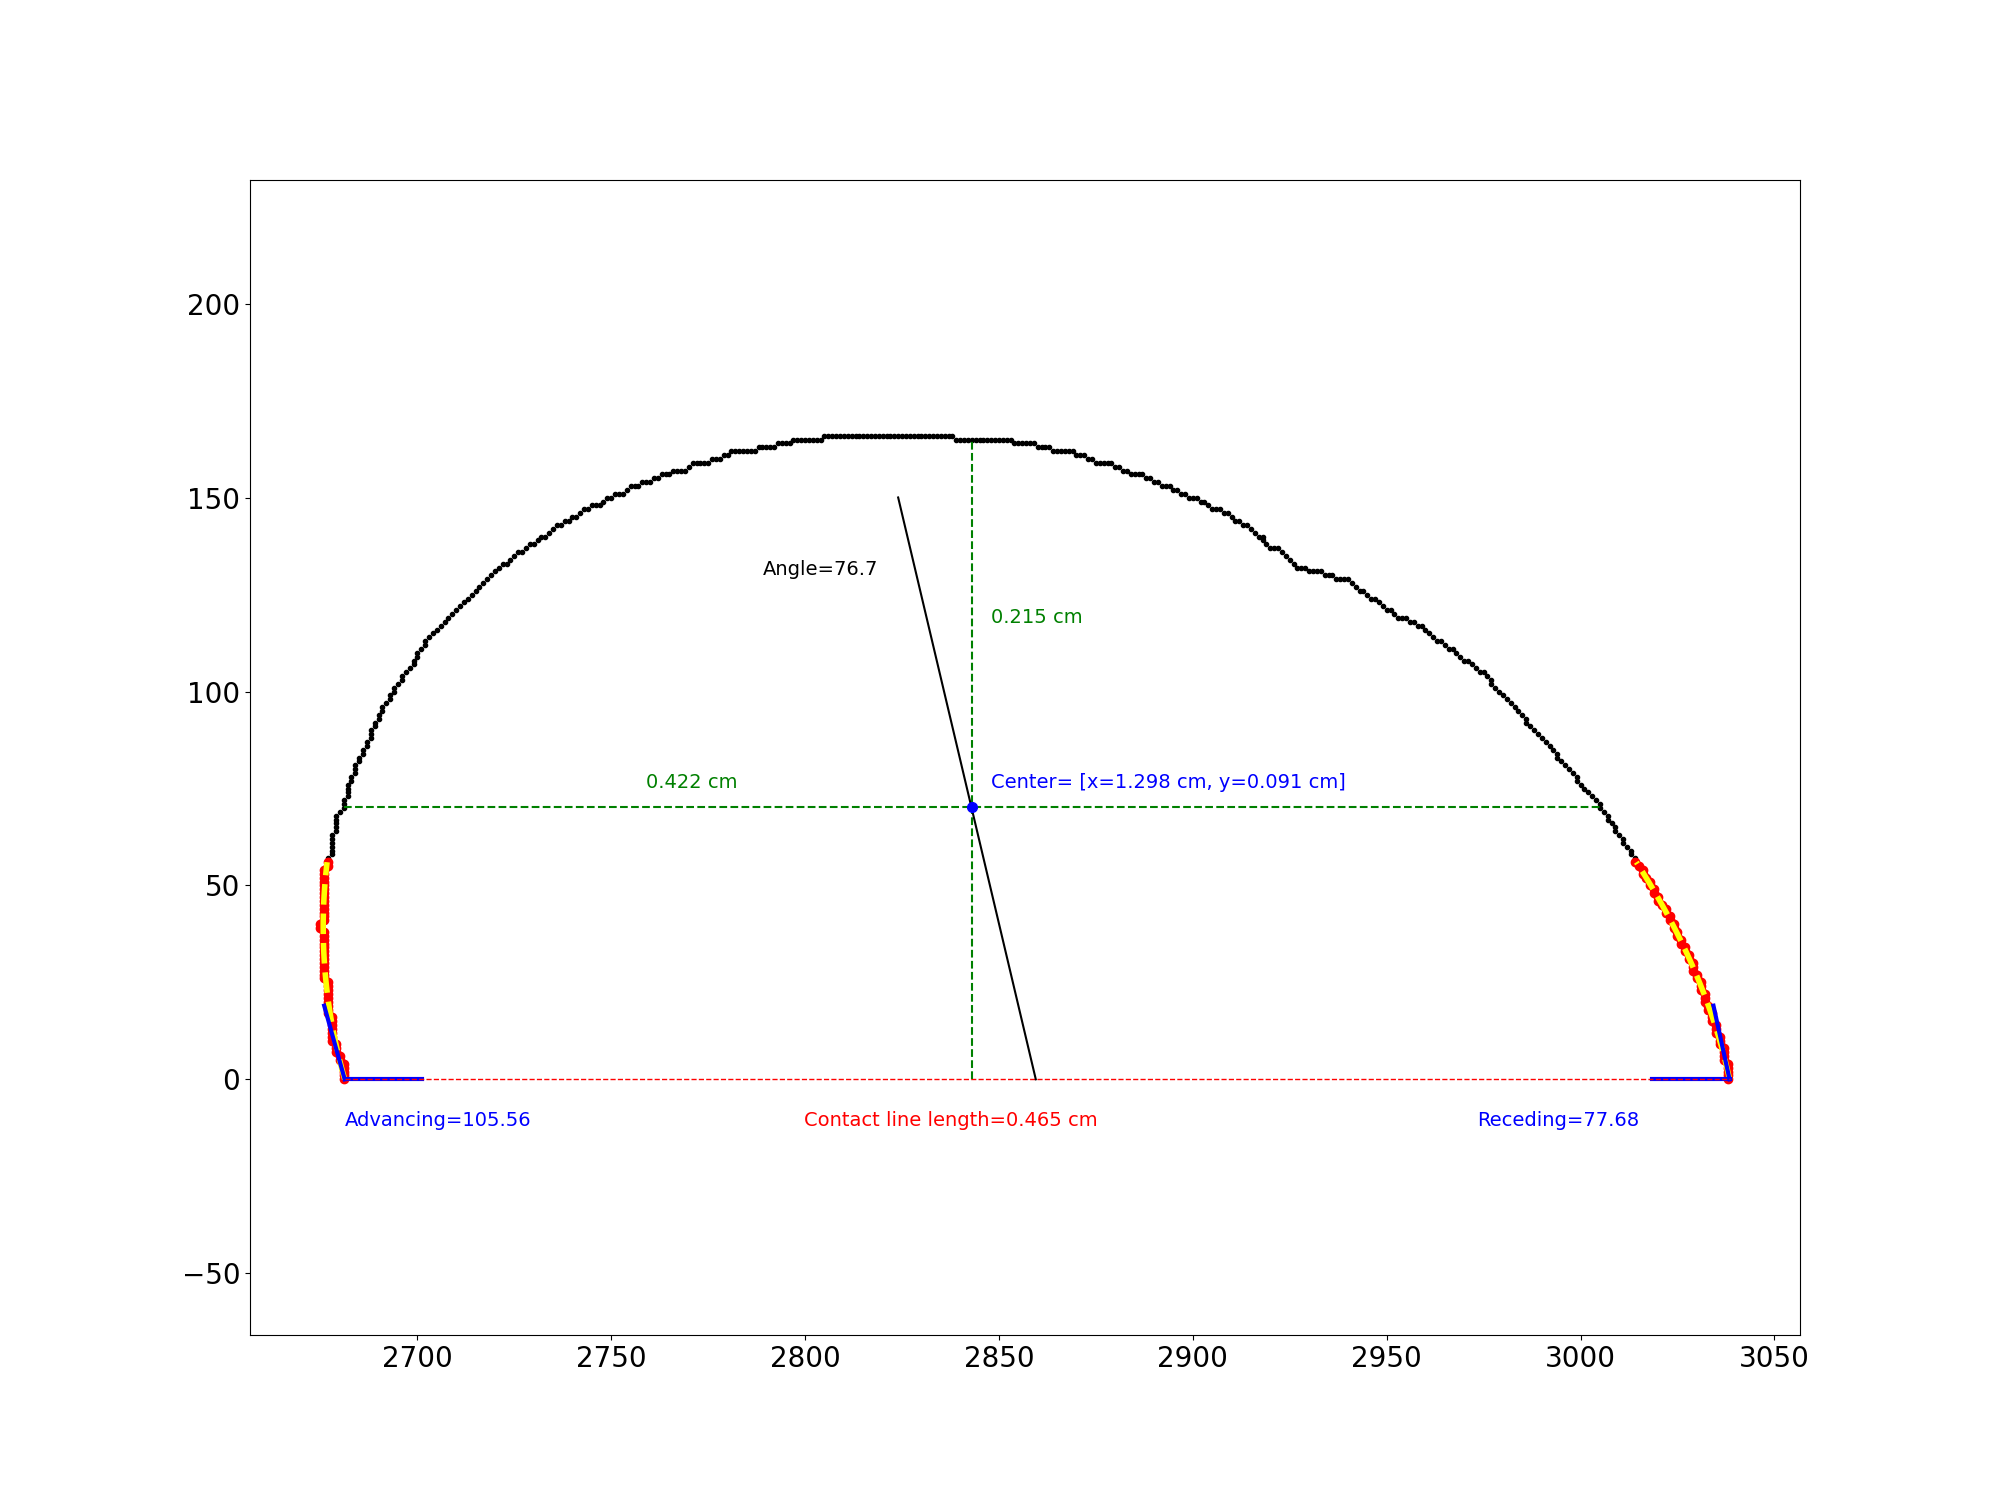 200
150
Angle=76.7
0.215 cm
100
0.422 cm
Center= [x=1.298 cm, y=0.091 cm]
50
0
Advancing=105.56
Contact line length=0.465 cm
Receding=77.68
−50
2700
2750
2800
2850
2900
2950
3000
3050